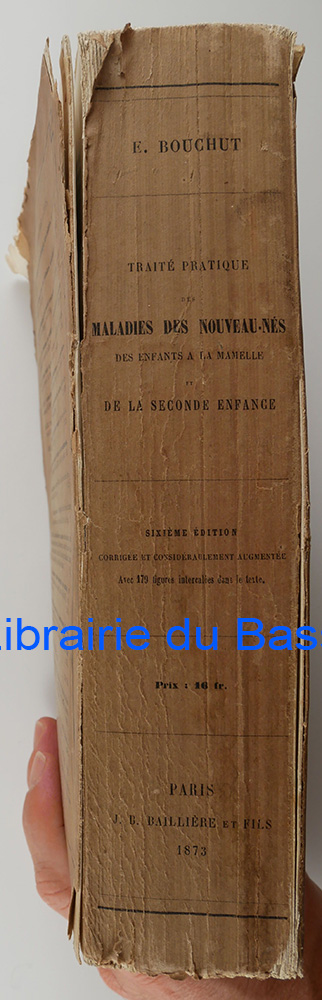 E. BOUCHUT
TRAITÉ PRATIQUE
DES
MALADIES DES NOUVEAU-NÉS
DES ENFANTS A LA MAMELLE
ET
DE LA SECONDE ENFANCE
SIXIÈME ÉDITION
CORRIGÉE ET CONSIDÉRABLEMENT AUGMENTÉE
Avec 179 figures intercalées dans le texte.
Librairie du Bas
Prix : 16 fr.
PARIS
J. B. BAILLIÈRE ET FILS
1873